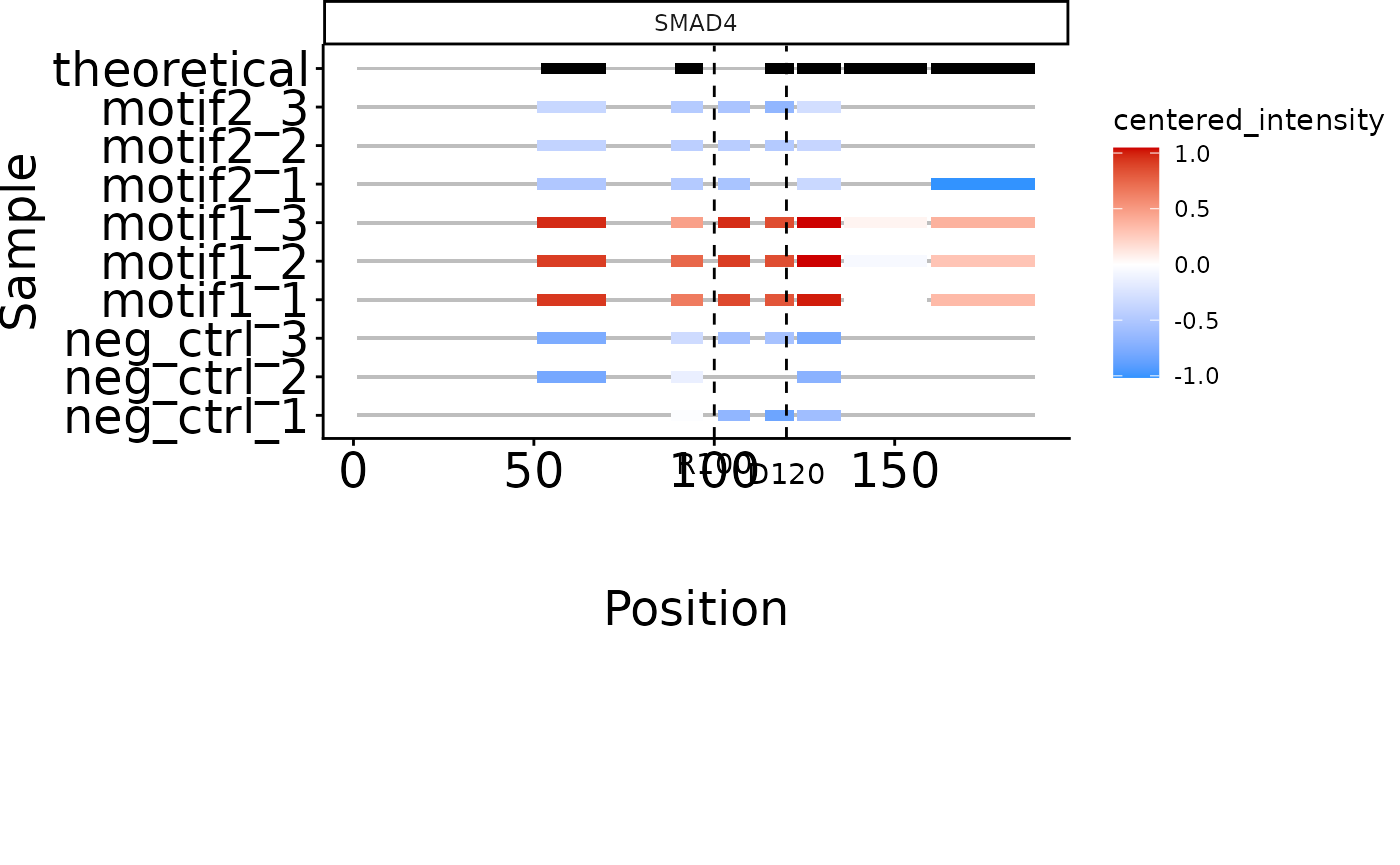 SMAD4
theoretical
motif2_3
motif2_2
motif2_1
motif1_3
motif1_2
motif1_1
neg_ctrl_3
neg_ctrl_2
neg_ctrl_1
Sample
0 50 100 150
R100 D120
Position
centered_intensity
1.0
0.5
0.0
-0.5
-1.0